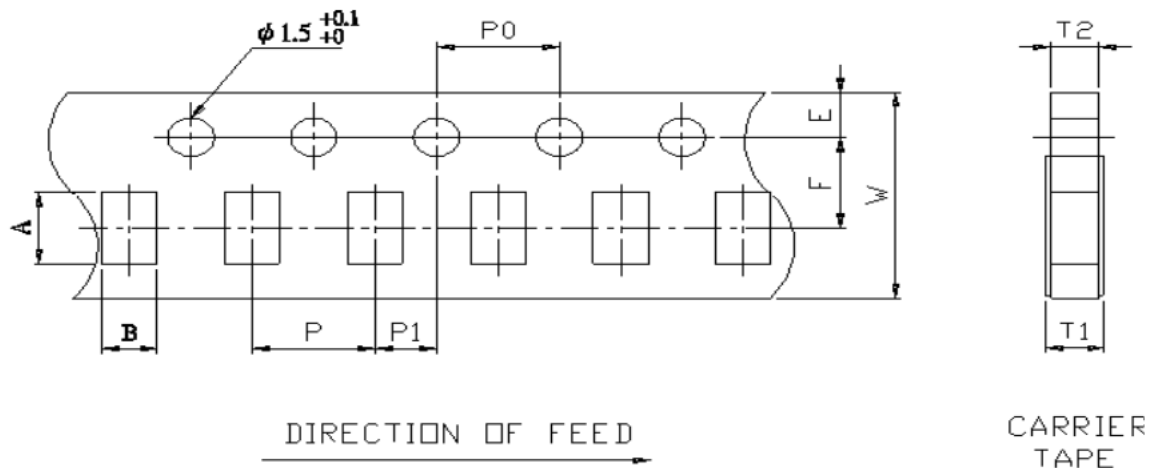 ϕ 1.5 +0.1 +0
P0
T2
E
F
W
A
B
P
P1
T1
DIRECTION OF FEED
CARRIER
TAPE